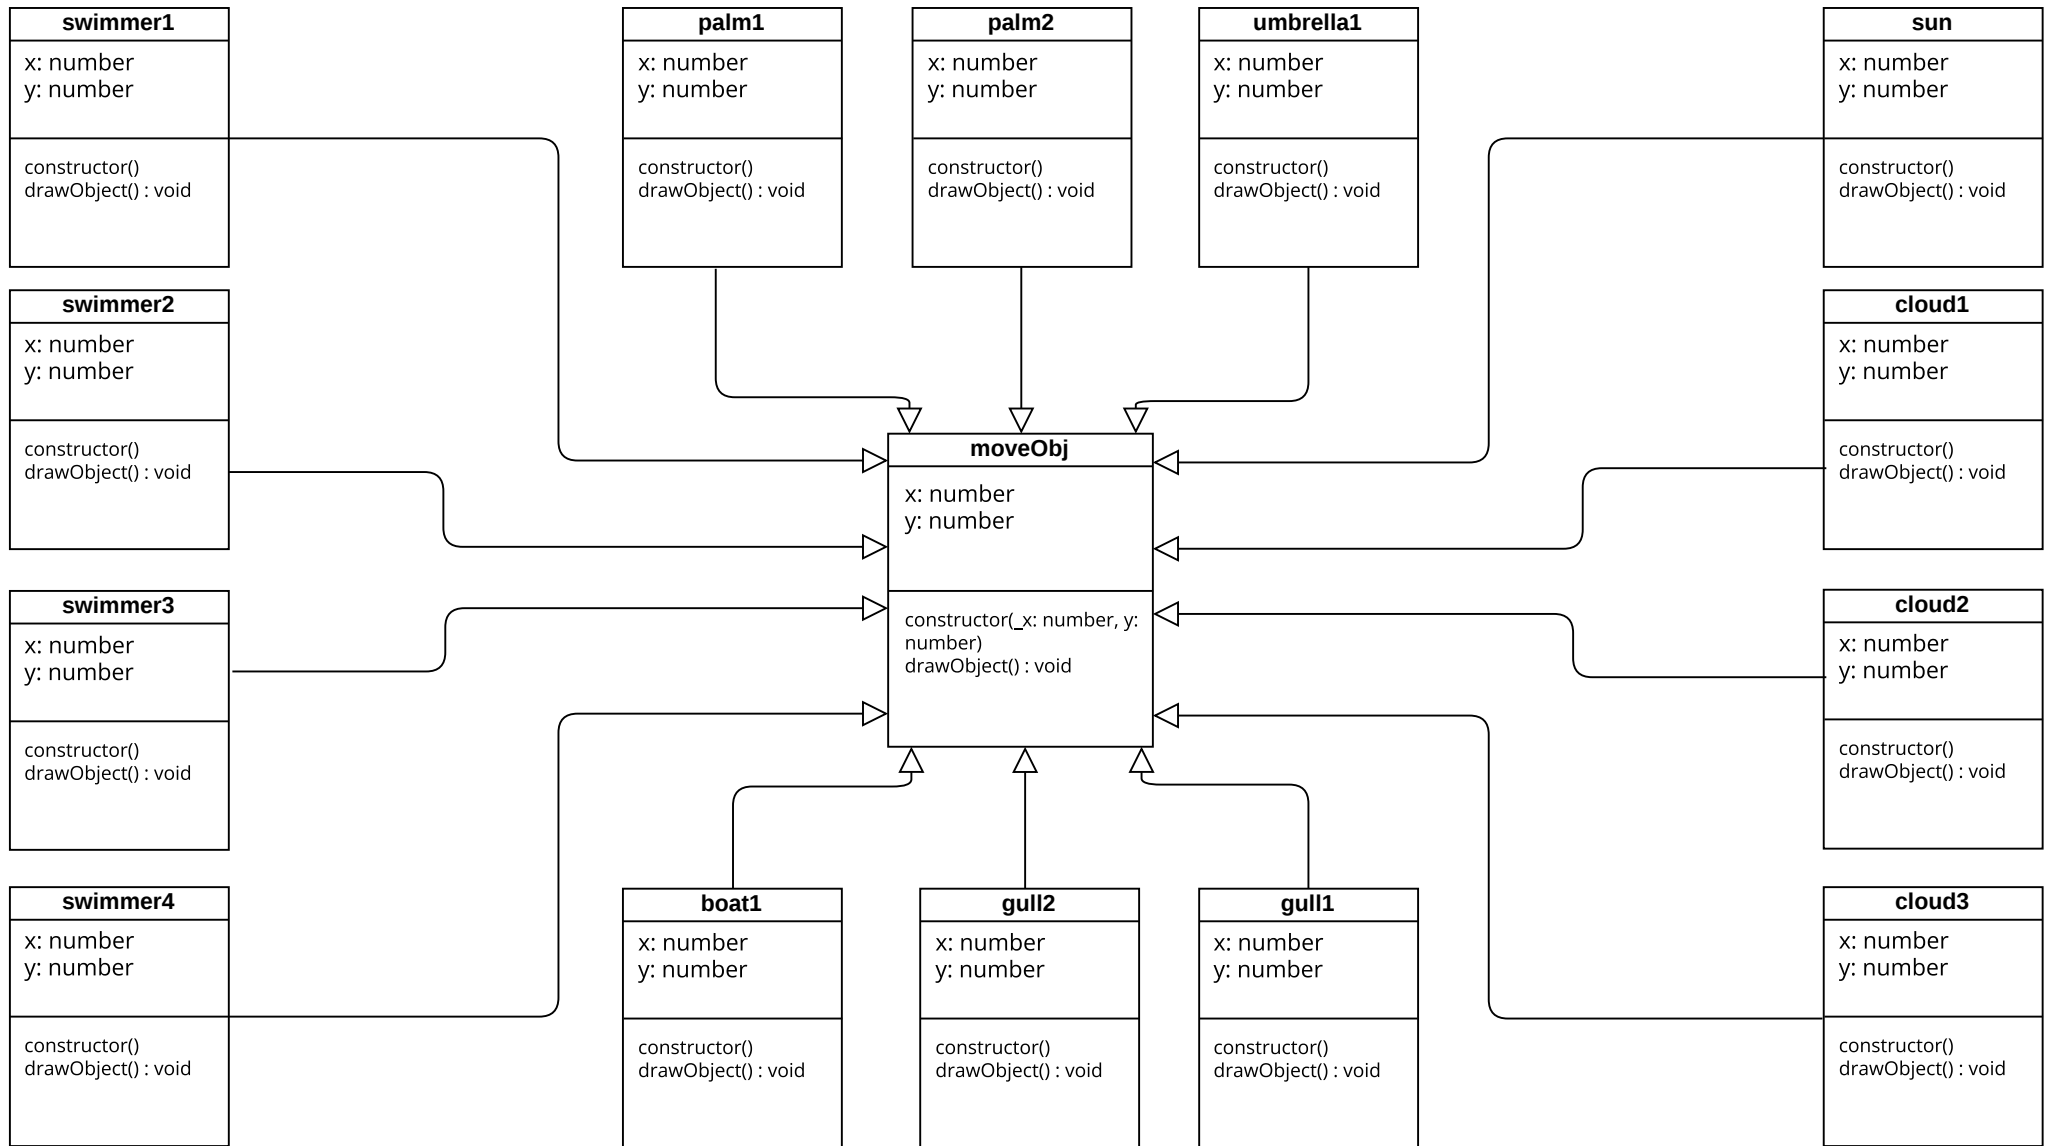 swimmer1
x: number
y: number
constructor()
drawObject() : void
palm1
x: number
y: number
constructor()
drawObject() : void
palm2
x: number
y: number
constructor()
drawObject() : void
umbrella1
x: number
y: number
constructor()
drawObject() : void
sun
x: number
y: number
constructor()
drawObject() : void
swimmer2
x: number
y: number
constructor()
drawObject() : void
cloud1
x: number
y: number
constructor()
drawObject() : void
moveObj
x: number
y: number
constructor(_x: number, y:
number)
drawObject() : void
swimmer3
x: number
y: number
constructor()
drawObject() : void
cloud2
x: number
y: number
constructor()
drawObject() : void
swimmer4
x: number
y: number
constructor()
drawObject() : void
boat1
x: number
y: number
constructor()
drawObject() : void
gull2
x: number
y: number
constructor()
drawObject() : void
gull1
x: number
y: number
constructor()
drawObject() : void
cloud3
x: number
y: number
constructor()
drawObject() : void